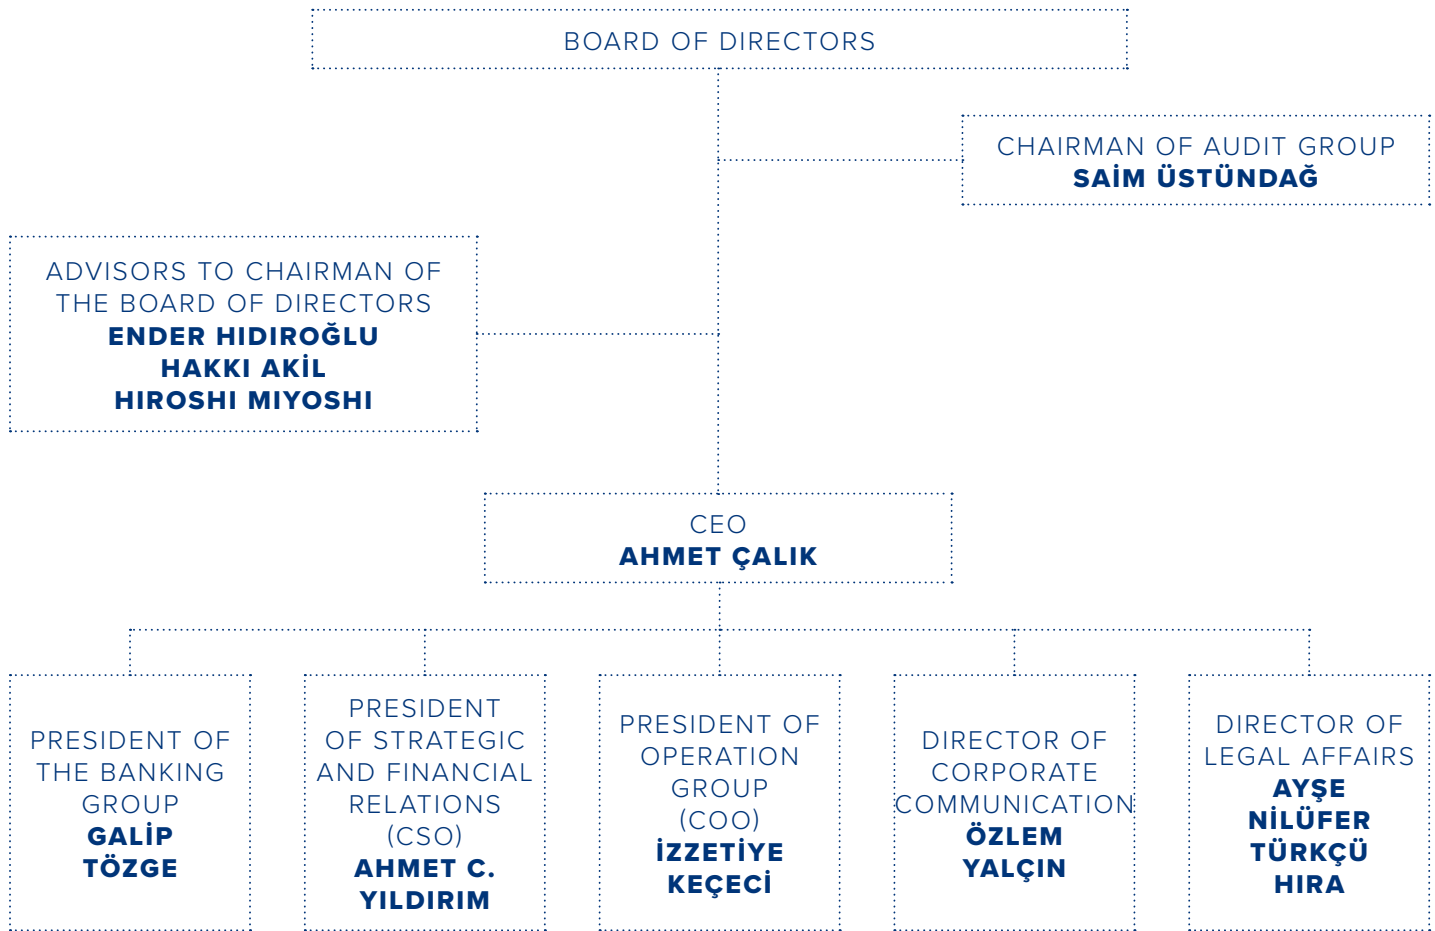 BOARD OF DIRECTORS
CHAIRMAN OF AUDIT GROUP
SAİM ÜSTÜNDAĞ
ADVISORS TO CHAIRMAN OF
THE BOARD OF DIRECTORS
ENDER HIDIROĞLU
HAKKI AKİL
HIROSHI MIYOSHI
CEO
AHMET ÇALIK
PRESIDENT OF
THE BANKING
GROUP
GALİP
TÖZGE
PRESIDENT
OF STRATEGIC
AND FINANCIAL
RELATIONS
(CSO)
AHMET C.
YILDIRIM
PRESIDENT OF
OPERATION
GROUP
(COO)
İZZETİYE
KEÇECİ
DIRECTOR OF
CORPORATE
COMMUNICATION
ÖZLEM
YALÇIN
DIRECTOR OF
LEGAL AFFAIRS
AYŞE
NİLÜFER
TÜRKÇÜ
HIRA